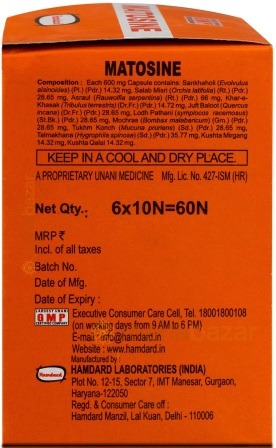 MATOSINE
MATOSINE
Composition : Each 600 mg Capsule contains: Sankhaholi (Evolvulus
alsinoides) (Pl.) (Pdr.) 14.32 mg, Salab Misri (Orchis latifolia) (Rt.) (Pdr.)
28.65 mg, Asraul (Rauvolfia serpentina) (Rt.) (Pdr.) 86 mg, Khar-e-
Khasak (Tribulus terrestris) (Dr.Fr.) (Pdr.) 14.72 mg, Juft Baloot (Quercus
incana) (Dr.Fr.) (Pdr.) 28.65 mg, Lodh Pathani (symplocos racemosus)
(St.Bk.) (Pdr.) 28.65 mg, Mochras (Bombax malabaricum) (Gm.) (Pdr.)
28.65 mg, Tukhm Konch (Mucuna pruriens) (Sd.) (Pdr.) 28.65 mg,
Talmakhana (Hygrophila spinosa) (Sd.) (Pdr.) 35.77 mg, Kushta Mirgang
14.32 mg, Kushta Qalai 14.32 mg.
KEEP IN A COOL AND DRY PLACE.
A PROPRIETARY UNANI MEDICINE Mfg. Lic. No. 427-ISM (HR)
Net Qty.: 6x10N=60N
MRP ₹
Incl. of all taxes
Batch No.
Date of Mfg.
Date of Expiry :
GMP
Executive Consumer Care Cell, Tel. 18001800108
(on working days from 9 AM to 6 PM)
E-mail : info@hamdard.in
Website : www.hamdard.in
Manufactured by :
Hamdard
HAMDARD LABORATORIES (INDIA)
Plot No. 12-15, Sector 7, IMT Manesar, Gurgaon,
Haryana-122050
Regd. & Consumer Care off :
Hamdard Manzil, Lal Kuan, Delhi - 110006